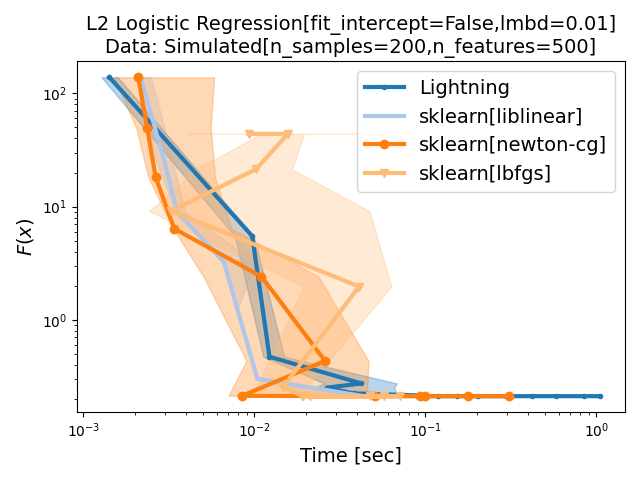 L2 Logistic Regression[fit_intercept=False,lmbd=0.01]
Data: Simulated[n_samples=200,n_features=500]
Lightning
sklearn[liblinear]
sklearn[newton-cg]
sklearn[lbfgs]
F(x)
10²
10¹
10⁰
10⁻³
10⁻²
10⁻¹
10⁰
Time [sec]